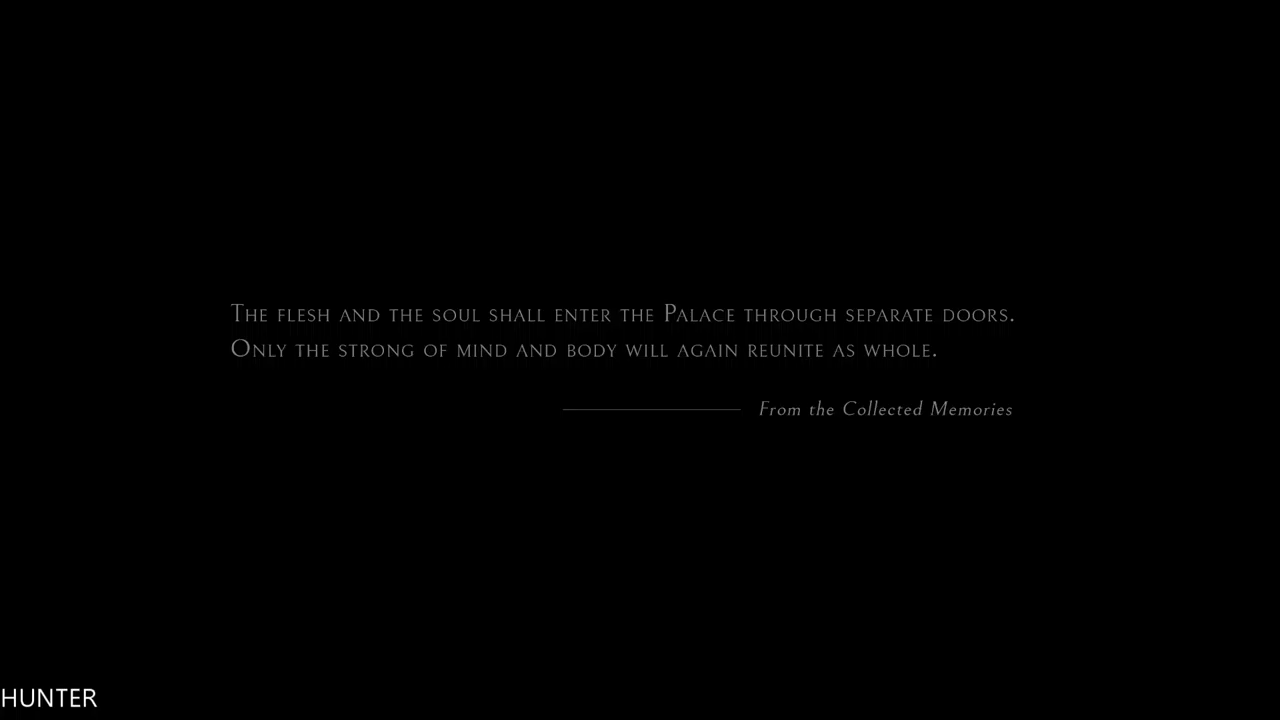 The flesh and the soul shall enter the Palace through separate doors.
Only the strong of mind and body will again reunite as whole.
From the Collected Memories
HUNTER